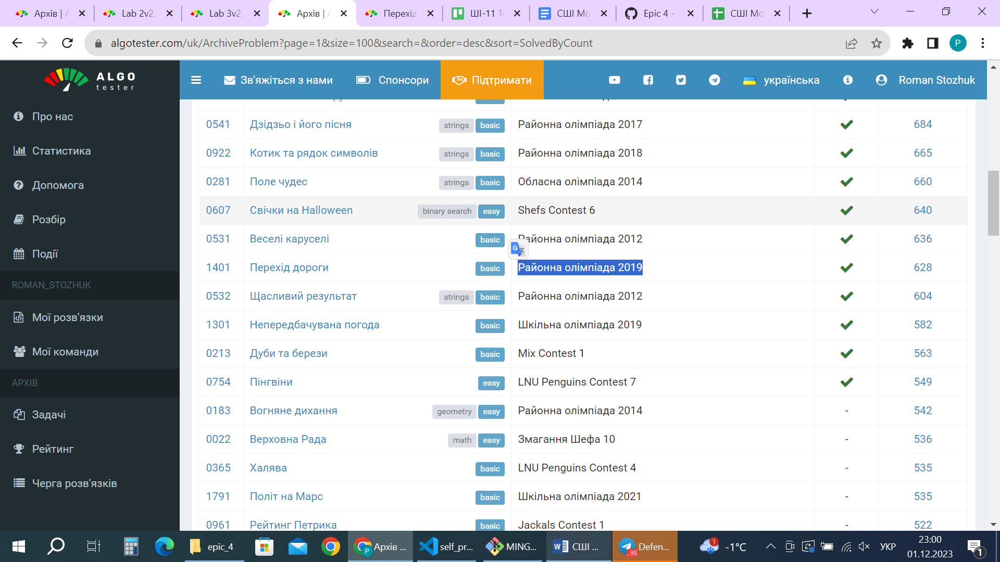 Архів | А
Lab 2v2.
Lab 3v2.
Архів | А
Перехід
ШІ-11 Те
СШІ Мо
Epic 4 -
СШІ Мо
algotester.com/uk/ArchiveProblem?page=1&size=100&search=&order=desc&sort=SolvedByCount
P
ALGO
tester
Зв'яжіться з нами
Спонсори
Підтримати
українська
Roman Stozhuk
Про нас
Статистика
Допомога
Розбір
Події
ROMAN_STOZHUK
Мої розв'язки
Мої команди
АРХІВ
Задачі
Рейтинг
Черга розв'язків
0541 Дзідзьо і його пісня strings basic Районна олімпіада 2017 684
0922 Котик та рядок символів strings basic Районна олімпіада 2018 665
0281 Поле чудес strings basic Обласна олімпіада 2014 660
0607 Свічки на Halloween binary search easy Shefs Contest 6 640
0531 Веселі каруселі basic Районна олімпіада 2012 636
1401 Перехід дороги basic Районна олімпіада 2019 628
0532 Щасливий результат strings basic Районна олімпіада 2012 604
1301 Непередбачувана погода basic Шкільна олімпіада 2019 582
0213 Дуби та берези basic Mix Contest 1 563
0754 Пінгвіни easy LNU Penguins Contest 7 549
0183 Вогняне дихання geometry easy Районна олімпіада 2014 - 542
0022 Верховна Рада math easy Змагання Шефа 10 - 536
0365 Халява basic LNU Penguins Contest 4 - 535
1791 Політ на Марс basic Шкільна олімпіада 2021 - 535
0961 Рейтинг Петрика basic Jackals Contest 1 - 522
epic_4
Архів ...
self_pr...
MING...
СШІ ...
..95
Defen...
1
-1°C
УКР
23:00
01.12.2023
1